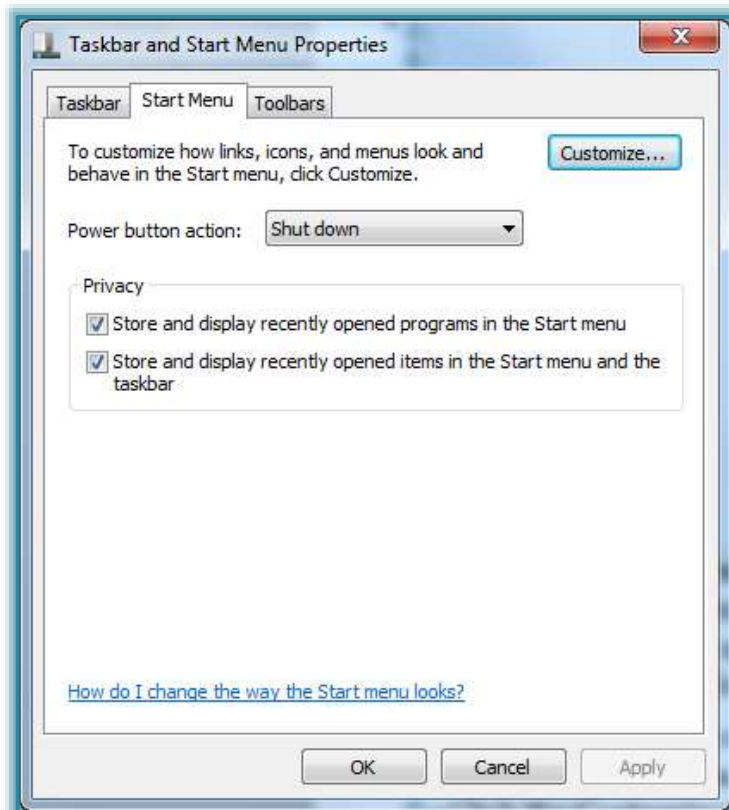 Taskbar and Start Menu Properties
Taskbar
Start Menu
Toolbars
To customize how links, icons, and menus look and
behave in the Start menu, click Customize.
Customize...
Power button action:
Shut down
Privacy
Store and display recently opened programs in the Start menu
Store and display recently opened items in the Start menu and the
taskbar
How do I change the way the Start menu looks?
OK
Cancel
Apply